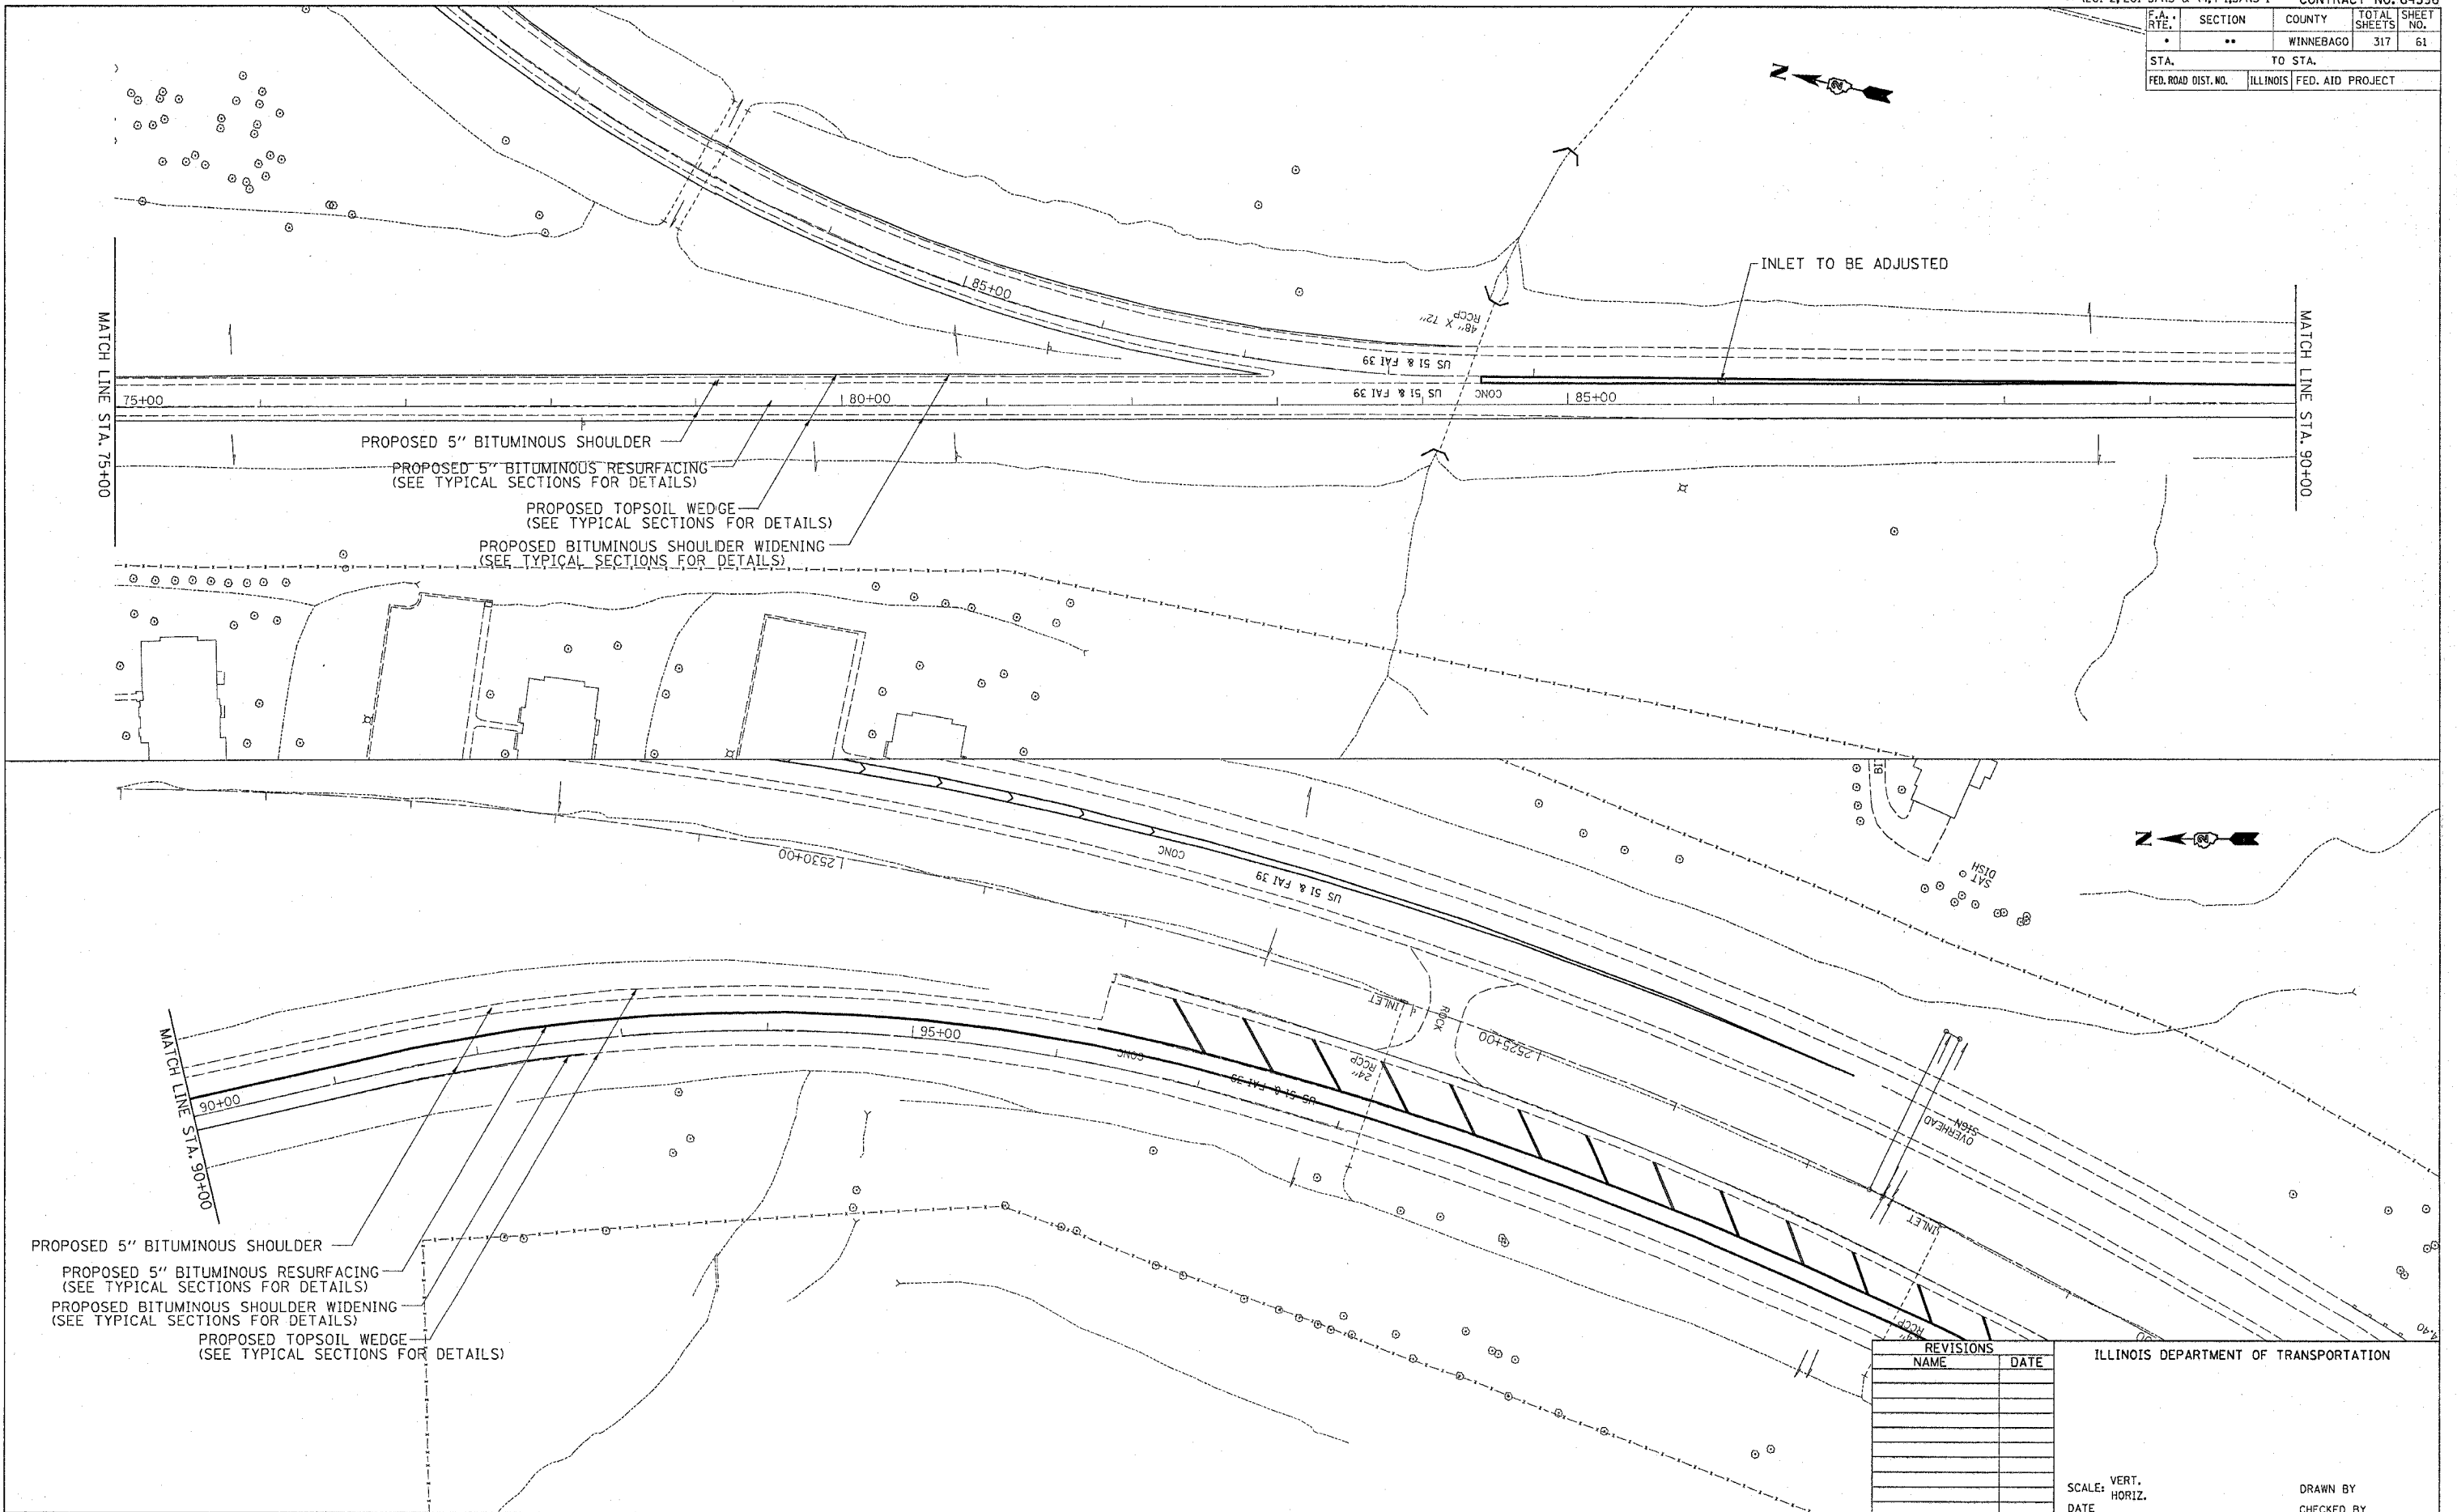 CONTRACT NO.
F.A. RTE. SECTION COUNTY TOTAL SHEETS SHEET NO.
• •• WINNEBAGO 317 61
STA. TO STA.
FED. ROAD DIST. NO. ILLINOIS FED. AID PROJECT
N
INLET TO BE ADJUSTED
85+00
48" X 72"
RCCP
US 51 & FAI 39
US 51 & FAI 39
CONC
MATCH LINE STA. 75+00
75+00
80+00
85+00
MATCH LINE STA. 90+00
PROPOSED 5" BITUMINOUS SHOULDER
PROPOSED 5" BITUMINOUS RESURFACING
(SEE TYPICAL SECTIONS FOR DETAILS)
PROPOSED TOPSOIL WEDGE
(SEE TYPICAL SECTIONS FOR DETAILS)
PROPOSED BITUMINOUS SHOULDER WIDENING
(SEE TYPICAL SECTIONS FOR DETAILS)
BIT
N
SAT
DISH
2530+00
CONC
US 51 & FAI 39
INLET
ROCK
2525+00
95+00
CONC
24"
RCCP
US 51 & FAI 39
OVERHEAD
SIGN
INLET
MATCH LINE STA. 90+00
90+00
PROPOSED 5" BITUMINOUS SHOULDER
PROPOSED 5" BITUMINOUS RESURFACING
(SEE TYPICAL SECTIONS FOR DETAILS)
PROPOSED BITUMINOUS SHOULDER WIDENING
(SEE TYPICAL SECTIONS FOR DETAILS)
PROPOSED TOPSOIL WEDGE
(SEE TYPICAL SECTIONS FOR DETAILS)
RCCP
REVISIONS
NAME DATE
ILLINOIS DEPARTMENT OF TRANSPORTATION
SCALE: VERT.
HORIZ.
DATE
DRAWN BY
CHECKED BY